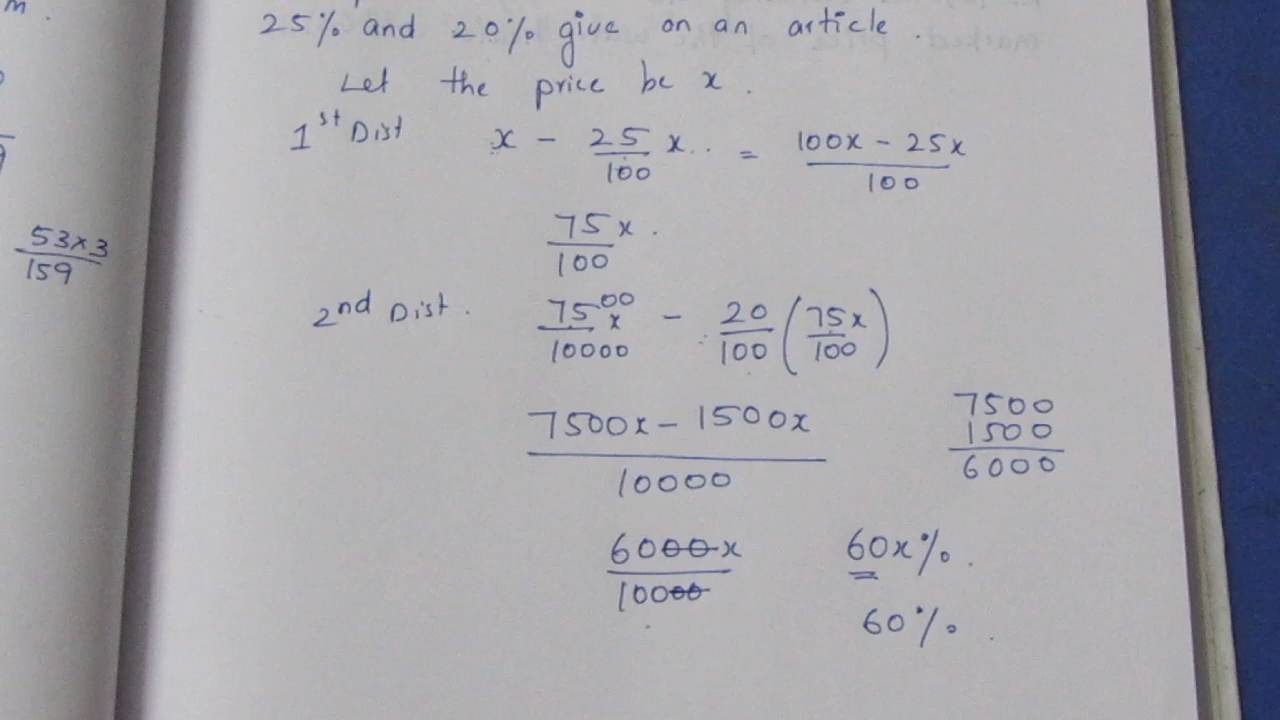 m.
25% and 20% give on an article.
Let the price be x.
1st Dist x - 25/100 x.. = 100x - 25x / 100
75x / 100.
53x3 / 159
2nd Dist. 7500x / 10000 - 20/100 (75x/100)
7500x - 1500x / 10000
7500
1500
6000
6000x / 10000 60x%.
60%.